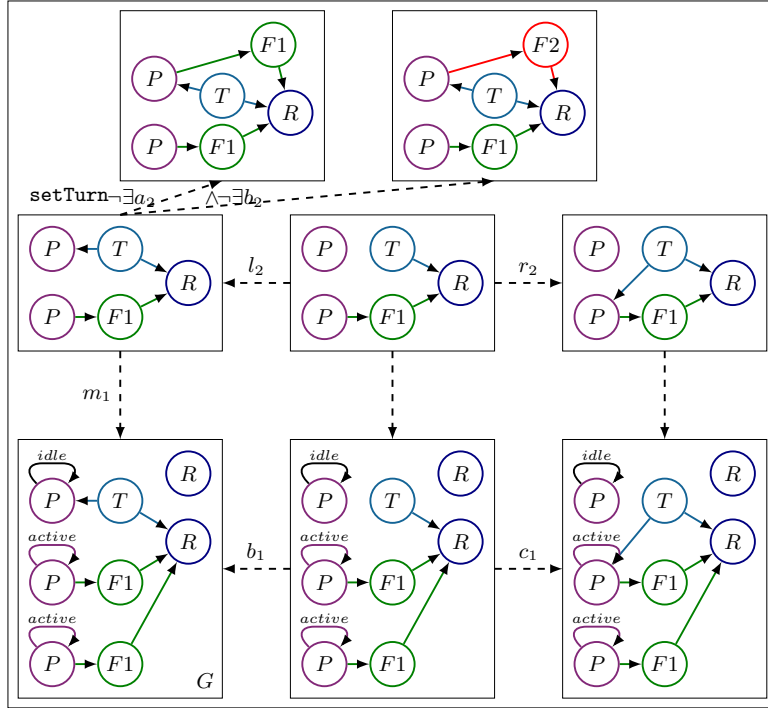 F1 F2
P T P T
R R
P F1 P F1
setTurn¬∃a₂ ∧¬∃b₂
P T P T P T
R l₂ R r₂ R
P F1 P F1 P F1
m₁
idle R idle R idle R
P T P T P T
R R R
active active active
P F1 b₁ P F1 c₁ P F1
active active active
P F1 P F1 P F1
G